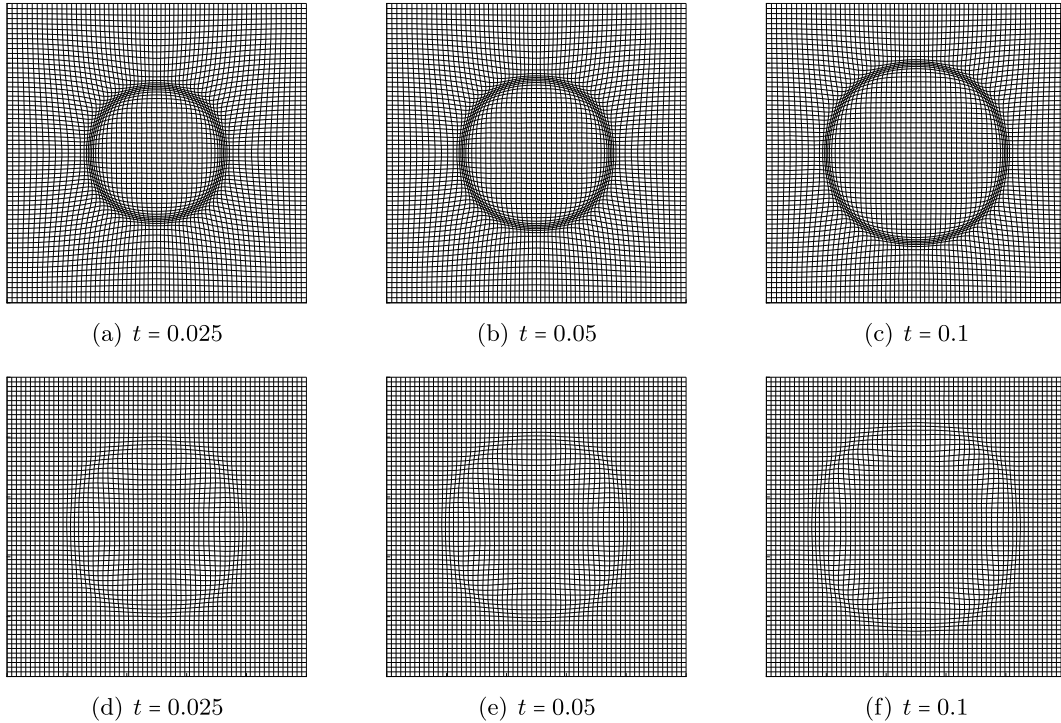 (a) t = 0.025
(b) t = 0.05
(c) t = 0.1
(d) t = 0.025
(e) t = 0.05
(f) t = 0.1